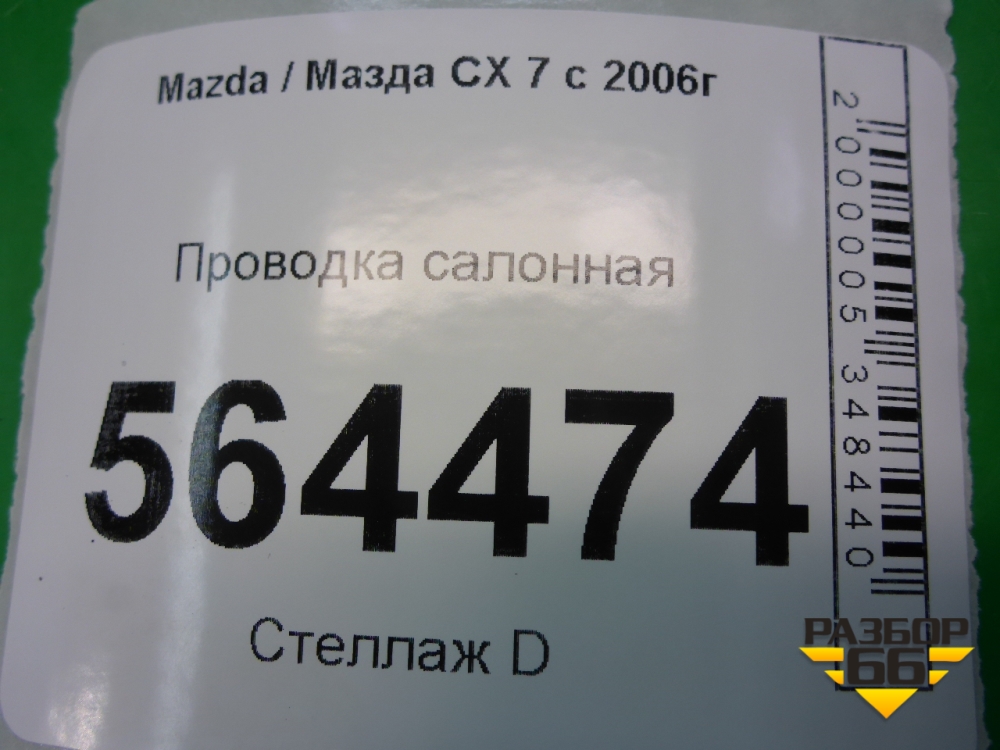 Mazda / Мазда CX 7 с 2006г
Проводка салонная
564474
Стеллаж D
2000005348440
РАЗБОР
66